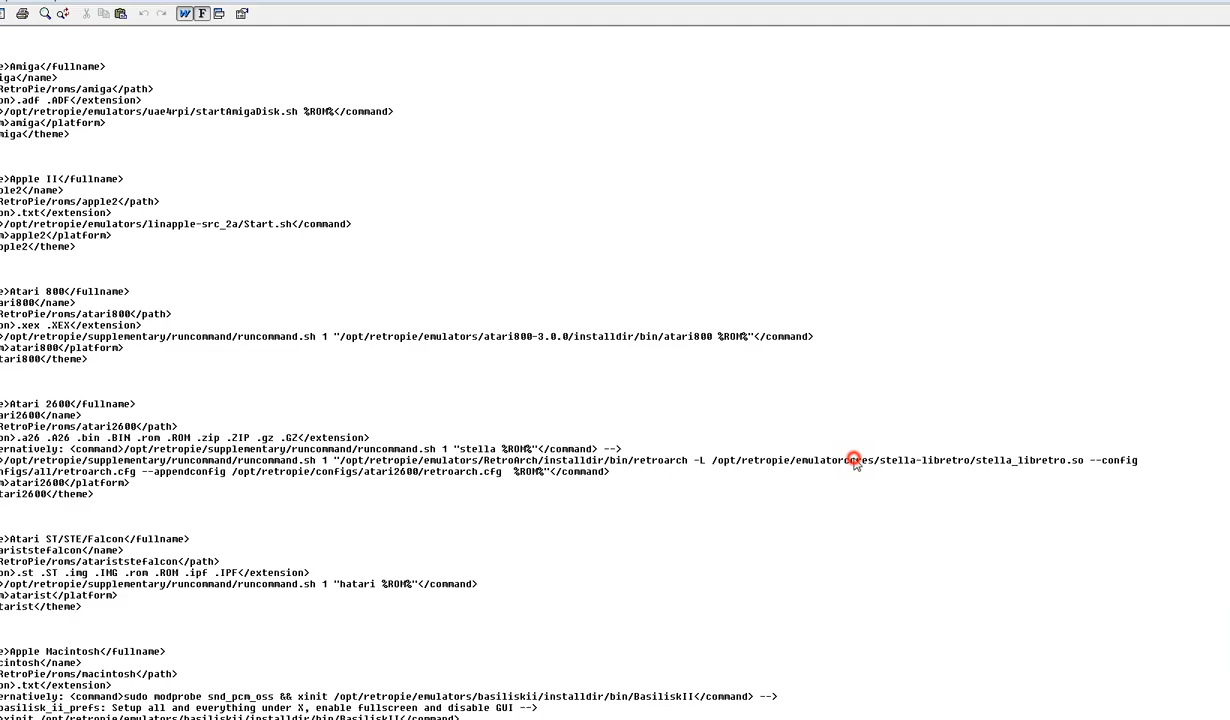 e>Amiga</fullname>
iga</name>
RetroPie/roms/amiga</path>
on>.adf .ADF</extension>
>/opt/retropie/emulators/uae4rpi/startAmigaDisk.sh %ROM%</command>
m>amiga</platform>
miga</theme>
e>Apple II</fullname>
ple2</name>
RetroPie/roms/apple2</path>
on>.txt</extension>
>/opt/retropie/emulators/linapple-src_2a/Start.sh</command>
m>apple2</platform>
pple2</theme>
e>Atari 800</fullname>
ari800</name>
RetroPie/roms/atari800</path>
on>.xex .XEX</extension>
>/opt/retropie/supplementary/runcommand/runcommand.sh 1 "/opt/retropie/emulators/atari800-3.0.0/installdir/bin/atari800 %ROM%"</command>
m>atari800</platform>
tari800</theme>
e>Atari 2600</fullname>
ari2600</name>
RetroPie/roms/atari2600</path>
on>.a26 .A26 .bin .BIN .rom .ROM .zip .ZIP .gz .GZ</extension>
ernatively: <command>/opt/retropie/supplementary/runcommand/runcommand.sh 1 "stella %ROM%"</command> -->
>/opt/retropie/supplementary/runcommand/runcommand.sh 1 "/opt/retropie/emulators/RetroArch/installdir/bin/retroarch -L /opt/retropie/emulatorcores/stella-libretro/stella_libretro.so --config
nfigs/all/retroarch.cfg --appendconfig /opt/retropie/configs/atari2600/retroarch.cfg  %ROM%"</command>
m>atari2600</platform>
tari2600</theme>
e>Atari ST/STE/Falcon</fullname>
ariststefalcon</name>
RetroPie/roms/atariststefalcon</path>
on>.st .ST .img .IMG .rom .ROM .ipf .IPF</extension>
>/opt/retropie/supplementary/runcommand/runcommand.sh 1 "hatari %ROM%"</command>
m>atarist</platform>
tarist</theme>
e>Apple Macintosh</fullname>
cintosh</name>
RetroPie/roms/macintosh</path>
on>.txt</extension>
ernatively: <command>sudo modprobe snd_pcm_oss && xinit /opt/retropie/emulators/basiliskii/installdir/bin/BasiliskII</command> -->
basilisk_ii_prefs: Setup all and everything under X, enable fullscreen and disable GUI -->
>xinit /opt/retropie/emulators/basiliskii/installdir/bin/BasiliskII</command>